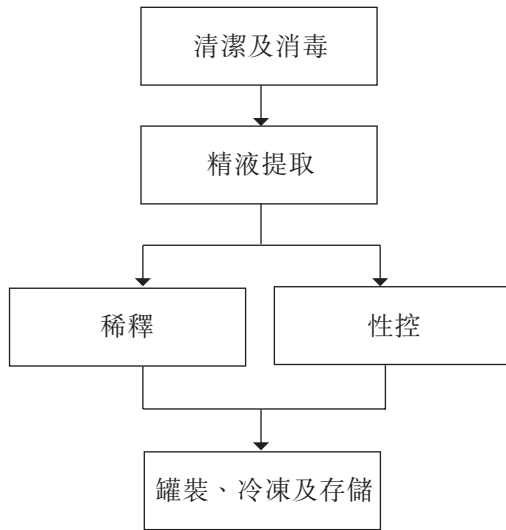 清潔及消毒
精液提取
稀釋
性控
罐裝、冷凍及存儲